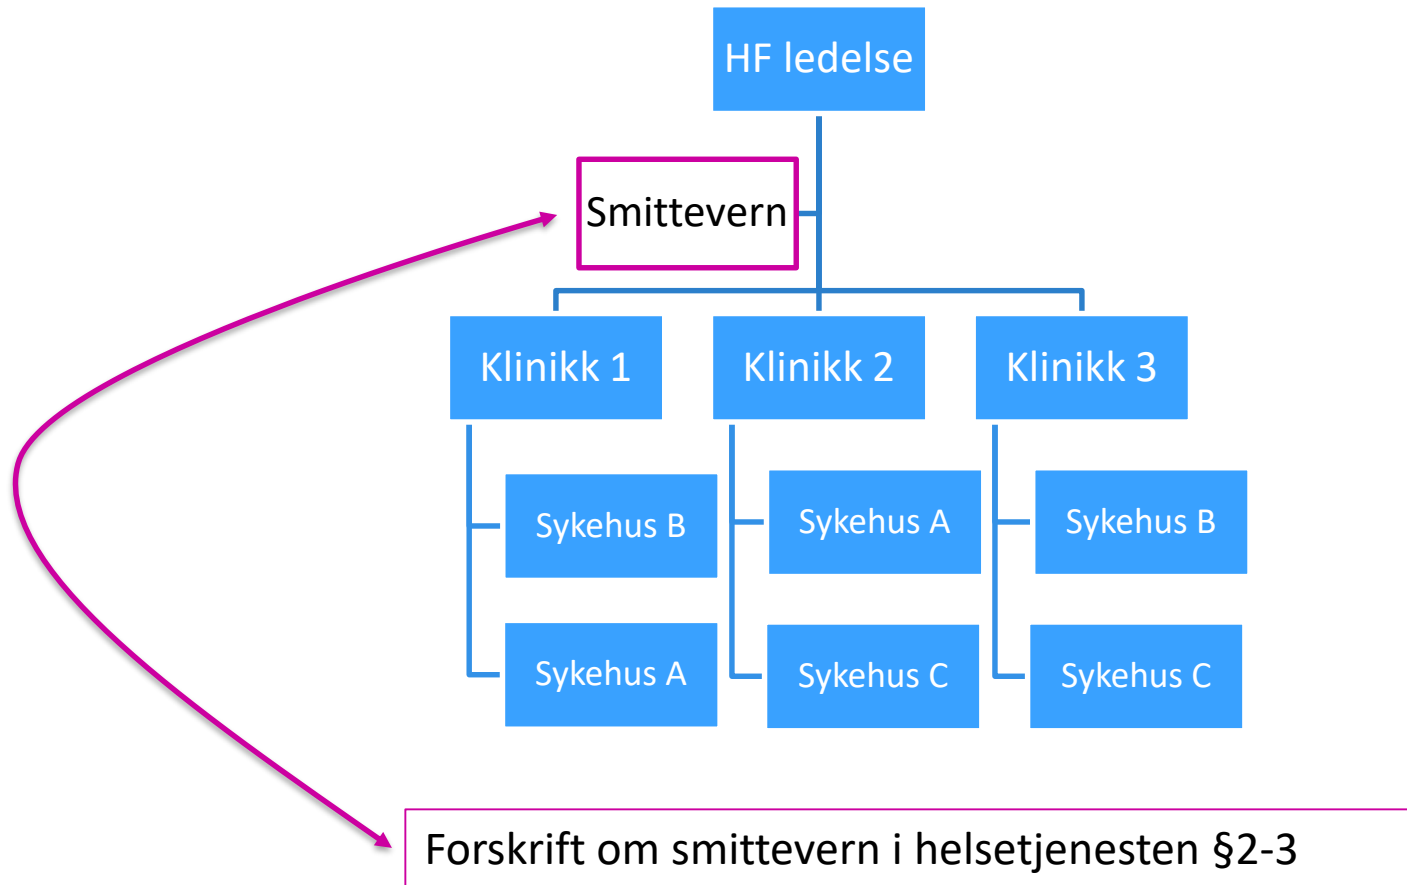 HF ledelse
Smittevern
Klinikk 1
Klinikk 2
Klinikk 3
Sykehus B
Sykehus A
Sykehus B
Sykehus A
Sykehus C
Sykehus C
Forskrift om smittevern i helsetjenesten §2-3